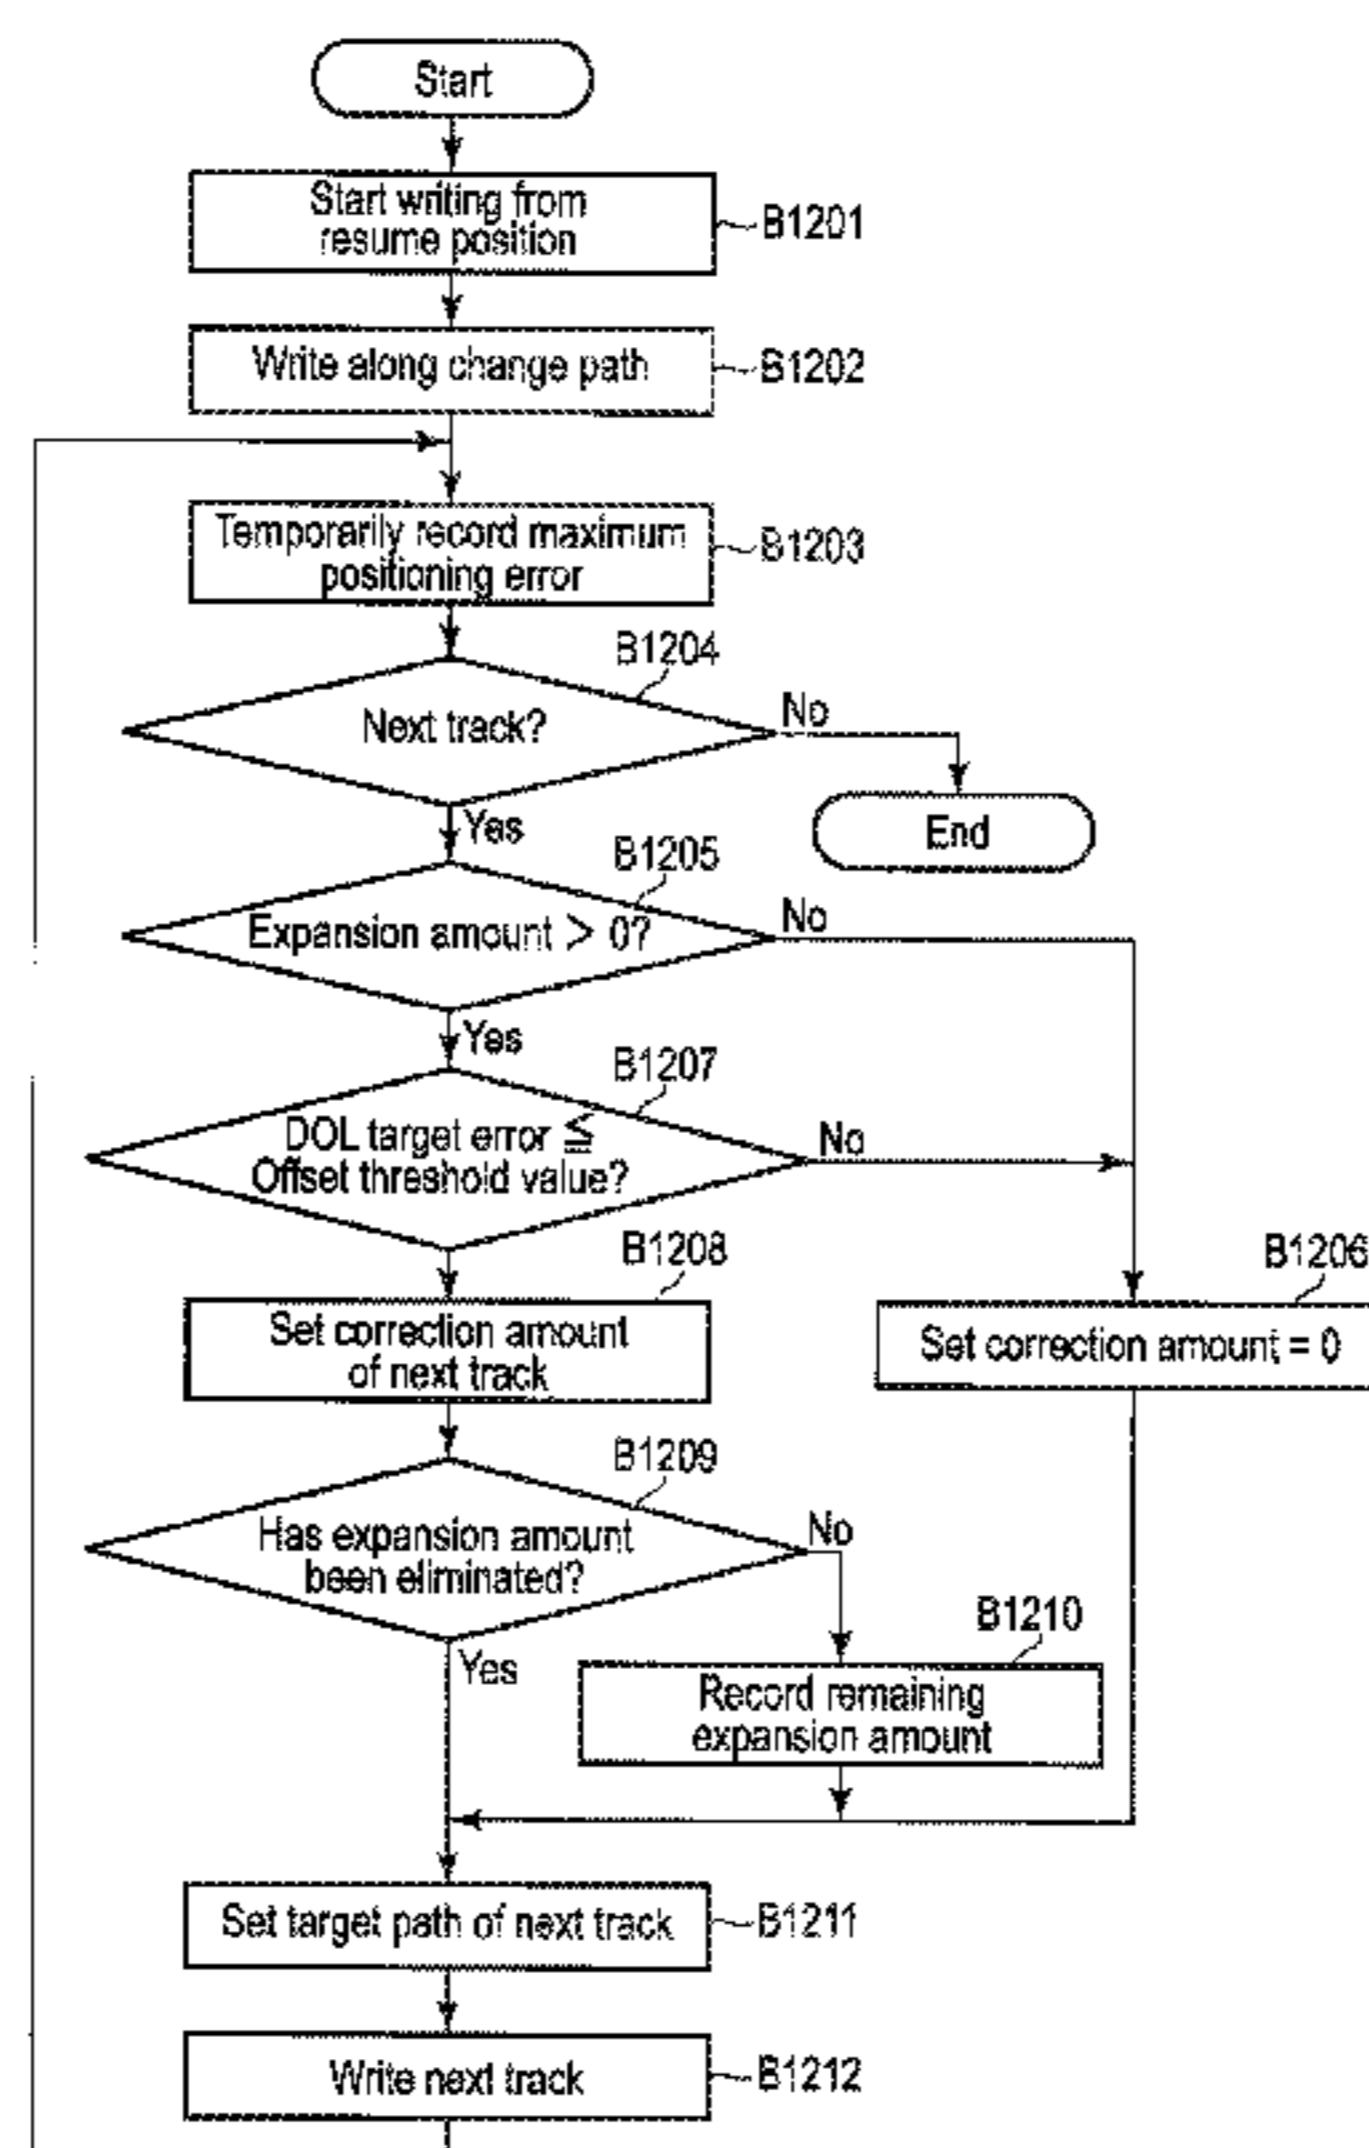 Start
Start writing from
resume position
B1201
Write along change path
B1202
Temporarily record maximum
positioning error
B1203
B1204
Next track?
No
End
Yes
B1205
Expansion amount > 0?
No
Yes
B1207
DOL target error ≦
Offset threshold value?
No
B1208
Set correction amount
of next track
B1206
Set correction amount = 0
B1209
Has expansion amount
been eliminated?
No
Yes
B1210
Record remaining
expansion amount
Set target path of next track
B1211
Write next track
B1212